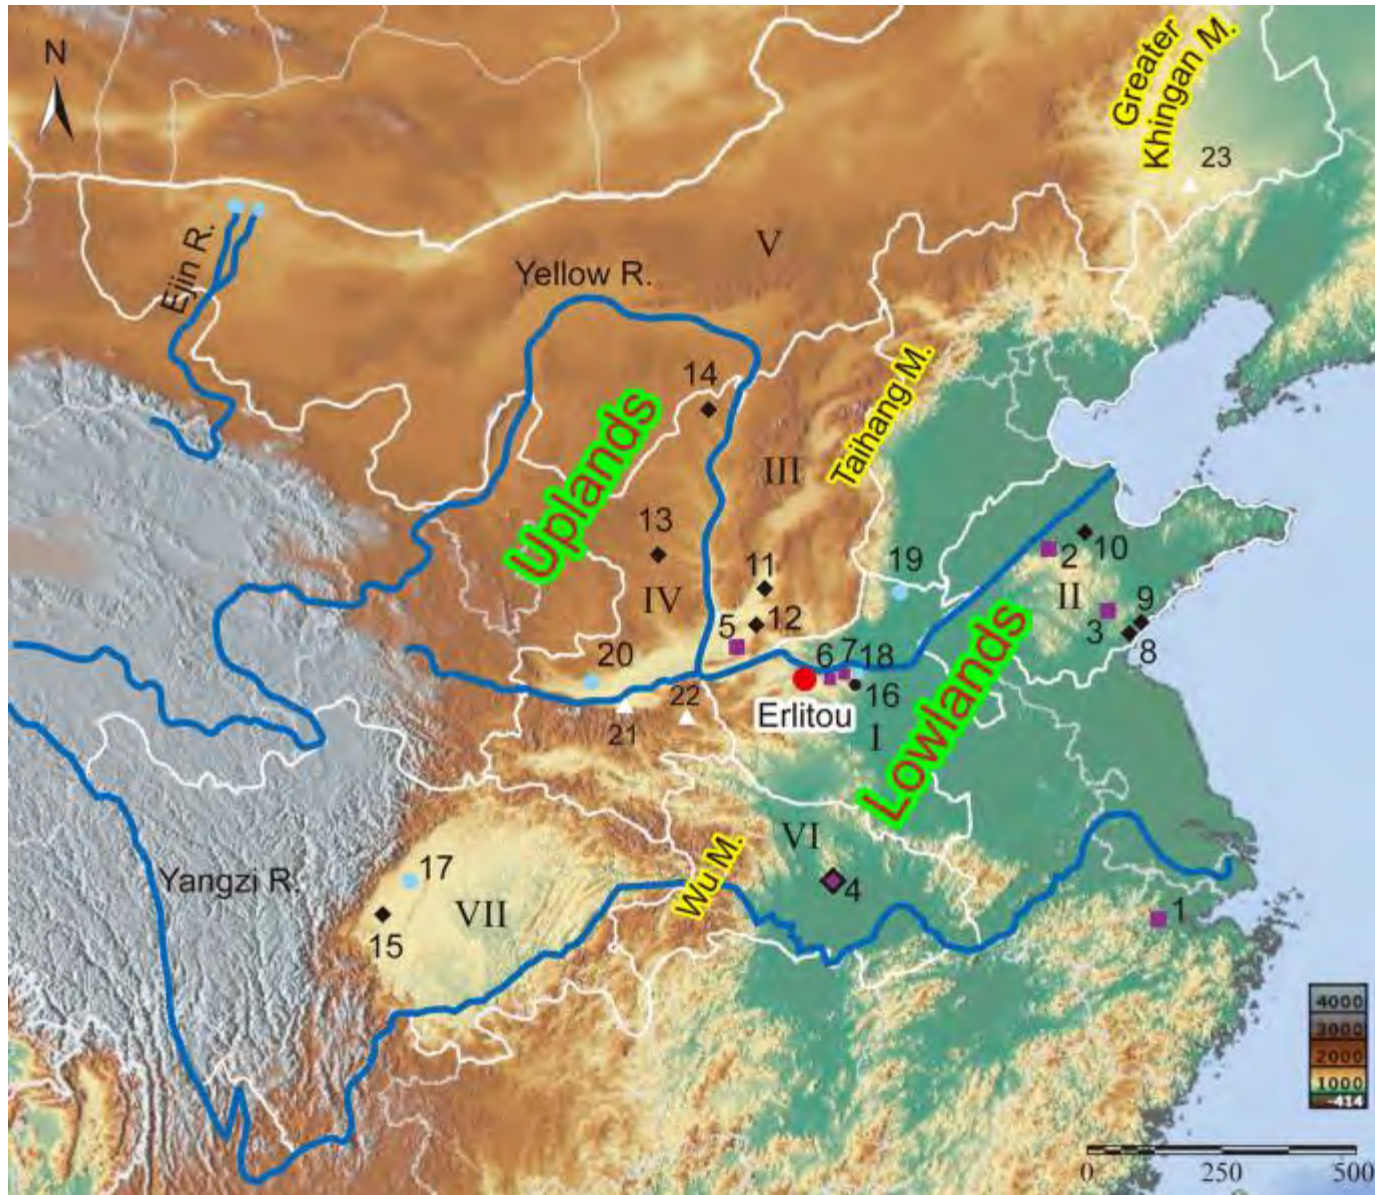 N
Greater
Khingan M.
23
Ejin R.
Yellow R.
V
Taihang M.
14
Uplands
III
13
19
2
10
11
IV
II
9
12
5
3
8
20
6
7
18
22
Erlitou
16
21
I
Lowlands
VI
Wu M.
17
Yangzi R.
VII
4
1
15
4000
3000
2000
1000
-414
0
250
500